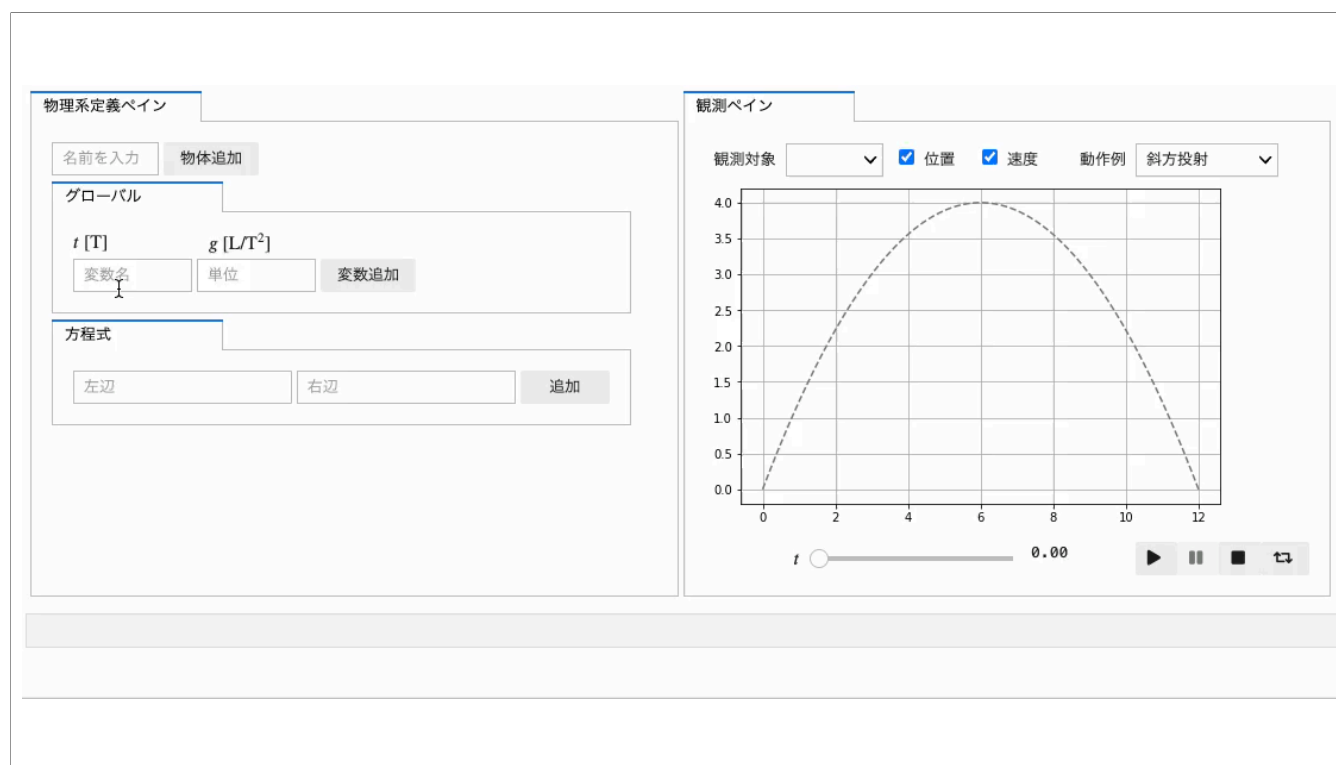 物理系定義ペイン
名前を入力 物体追加
グローバル
t [T] g [L/T²]
変数名 単位 変数追加
方程式
左辺 右辺 追加
観測ペイン
観測対象 位置 速度 動作例 斜方投射
4.0
3.5
3.0
2.5
2.0
1.5
1.0
0.5
0.0
0 2 4 6 8 10 12
t 0.00